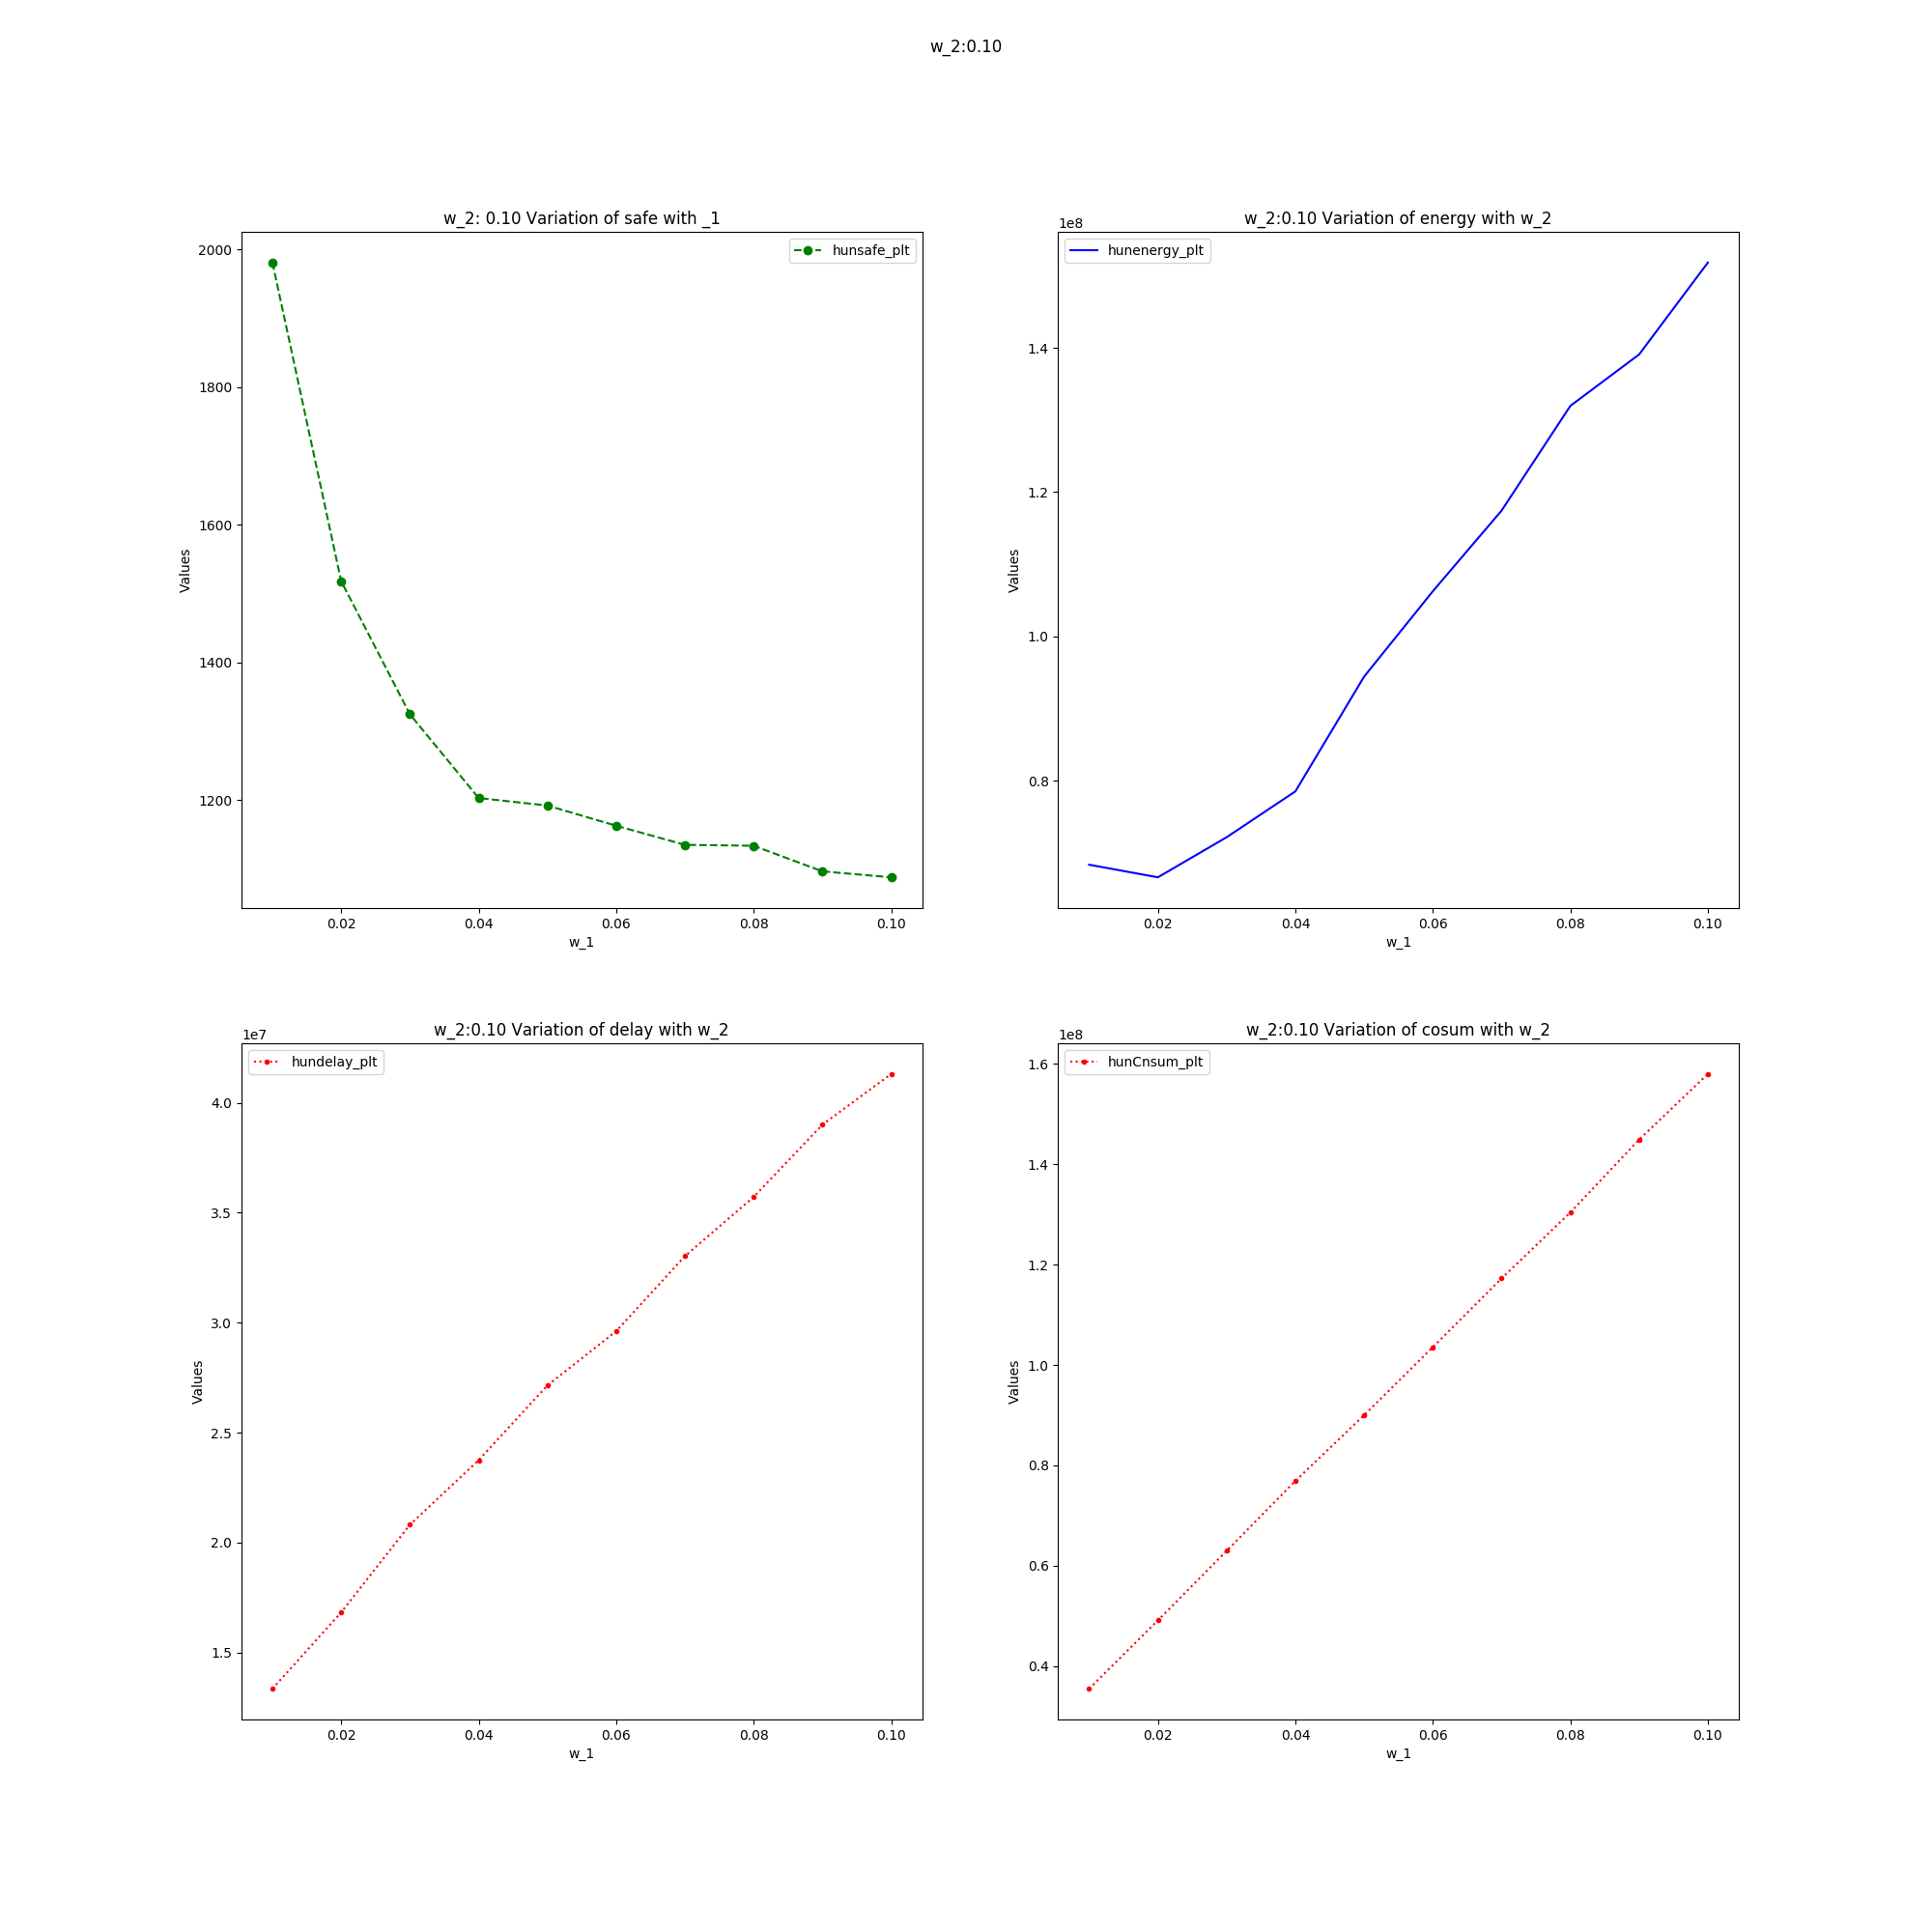 w_2:0.10
w_2: 0.10 Variation of safe with _1
2000
1800
1600
1400
1200
Values
hunsafe_plt
0.02 0.04 0.06 0.08 0.10
w_1
w_2:0.10 Variation of energy with w_2
1e8
1.4
1.2
1.0
0.8
Values
hunenergy_plt
0.02 0.04 0.06 0.08 0.10
w_1
w_2:0.10 Variation of delay with w_2
1e7
4.0
3.5
3.0
2.5
2.0
1.5
Values
hundelay_plt
0.02 0.04 0.06 0.08 0.10
w_1
w_2:0.10 Variation of cosum with w_2
1e8
1.6
1.4
1.2
1.0
0.8
0.6
0.4
Values
hunCnsum_plt
0.02 0.04 0.06 0.08 0.10
w_1